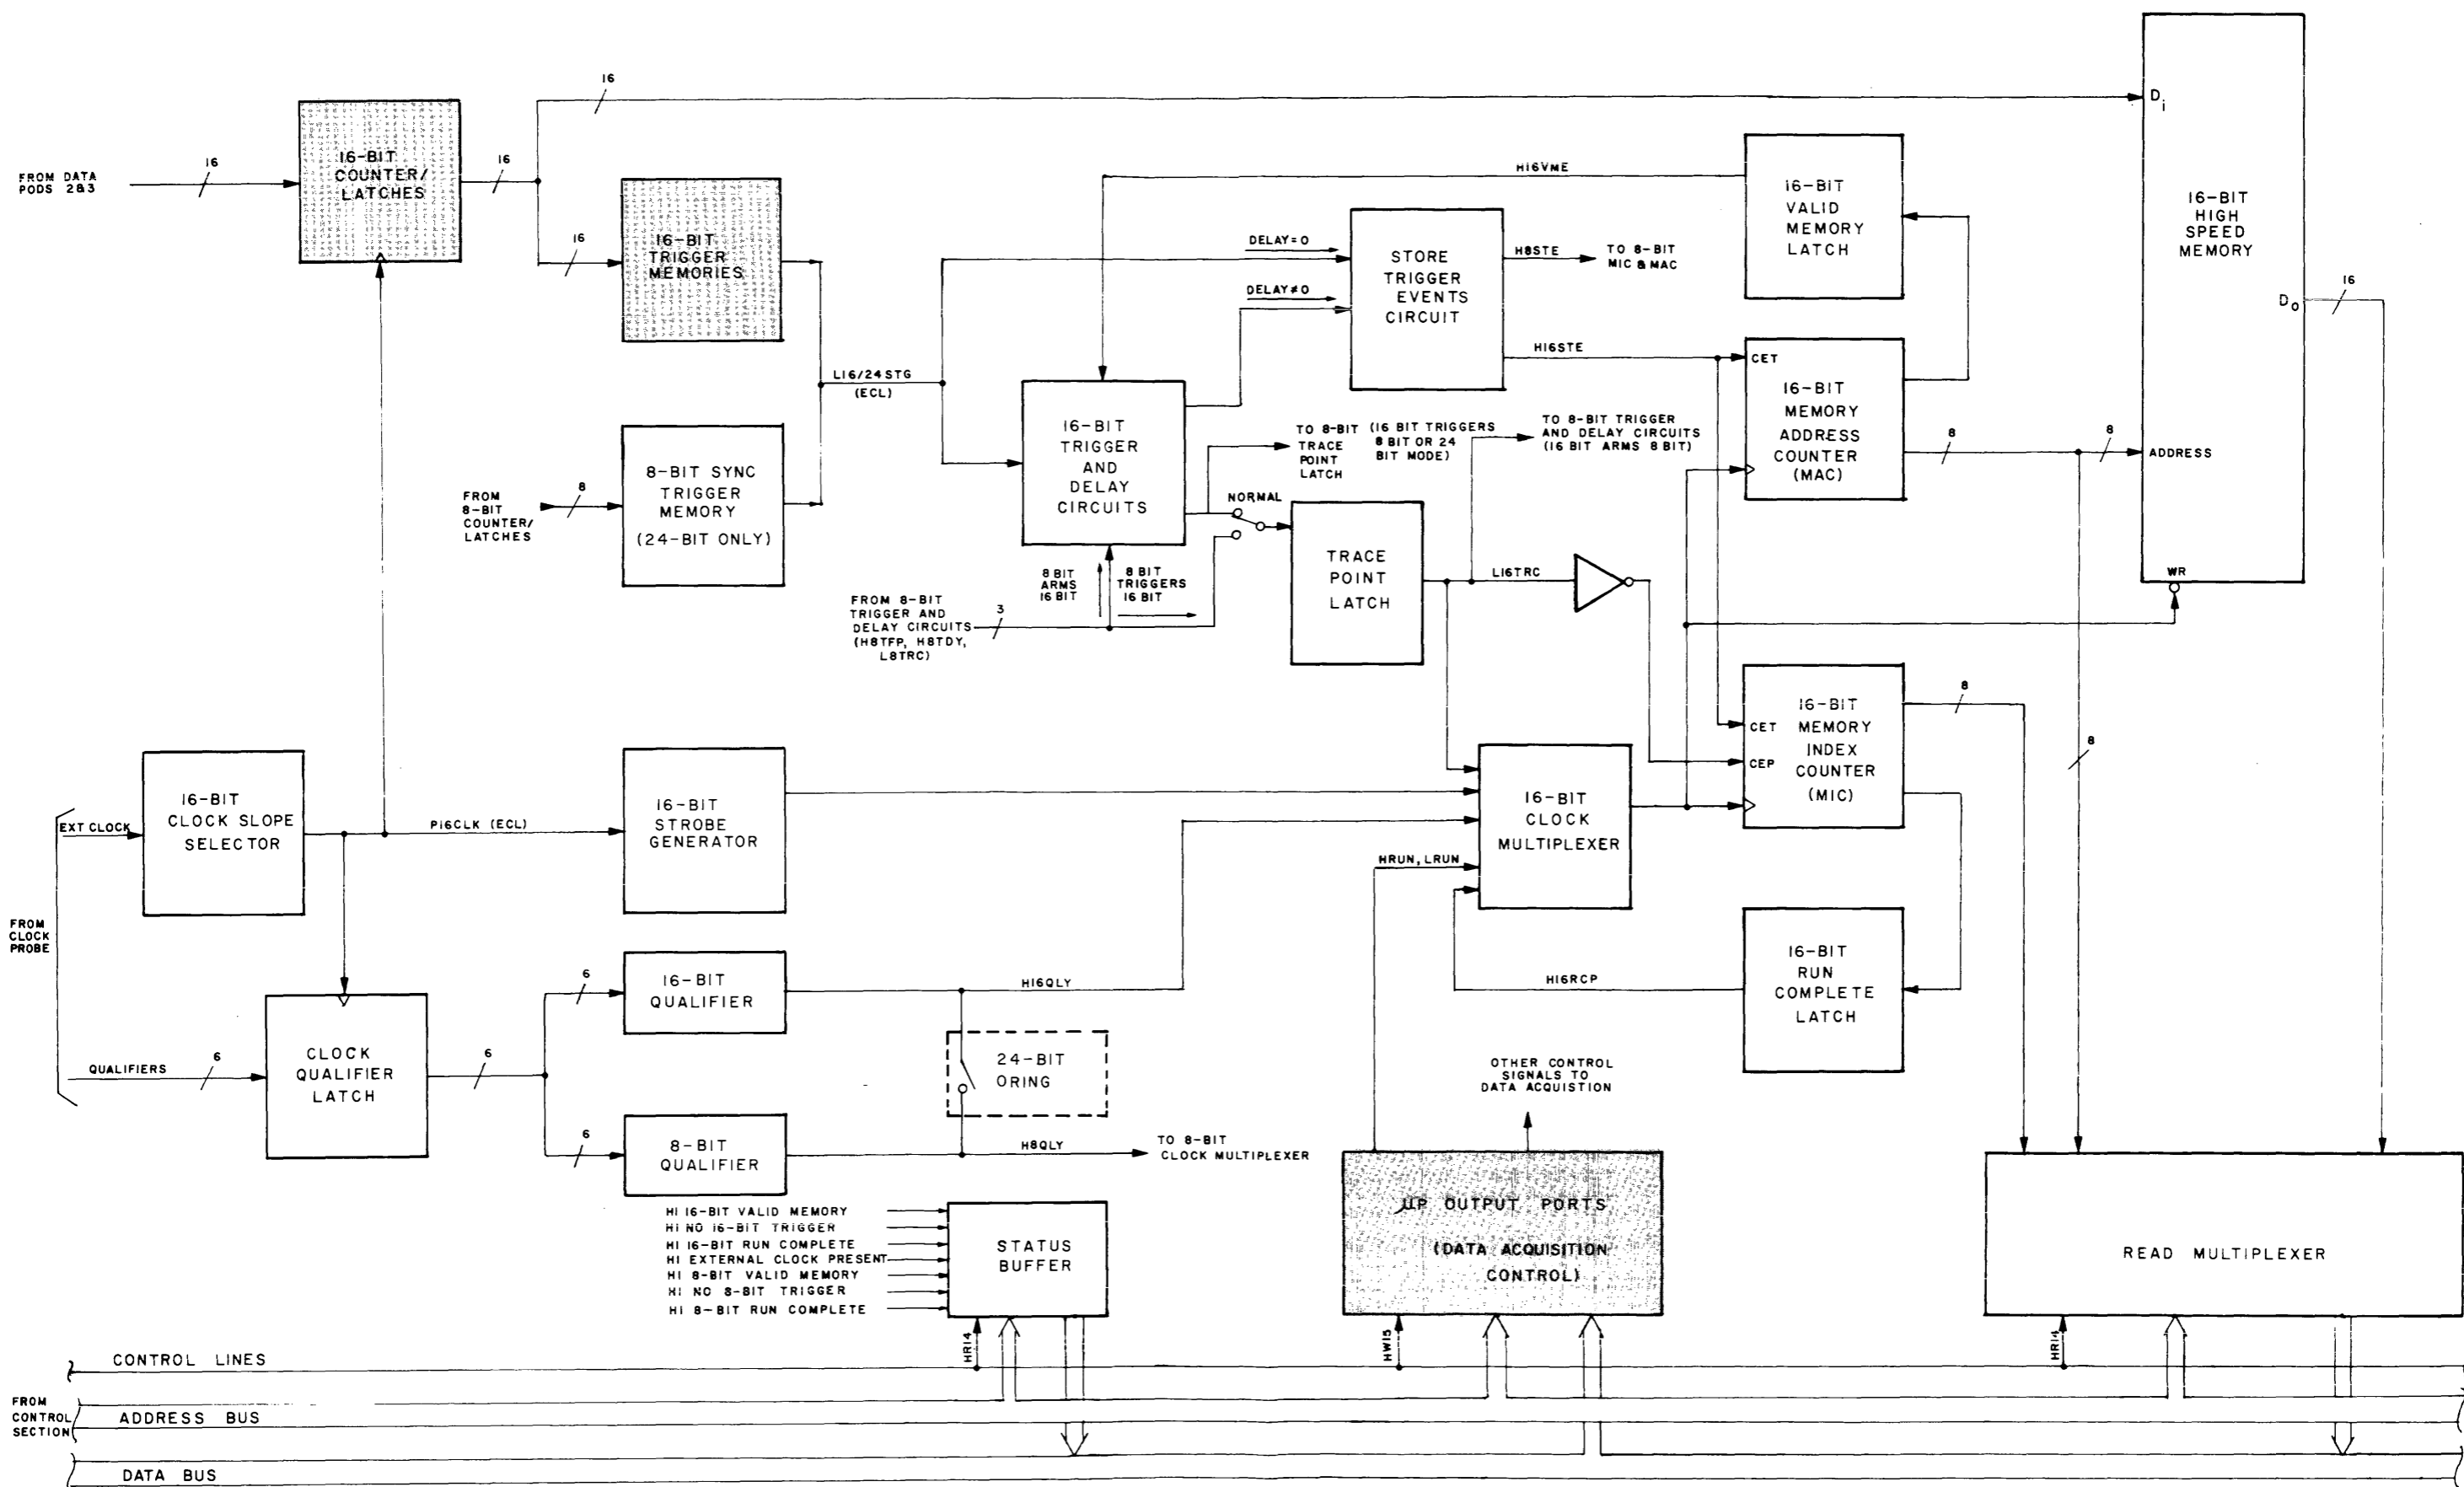 FROM DATA
PODS 2&3
16
16-BIT
COUNTER/
LATCHES
16
16
16
16-BIT
TRIGGER
MEMORIES
8-BIT SYNC
TRIGGER
MEMORY
(24-BIT ONLY)
FROM
8-BIT
COUNTER/
LATCHES
8
L16/24STG
(ECL)
H16VME
DELAY=0
DELAY≠0
STORE
TRIGGER
EVENTS
CIRCUIT
H8STE
TO 8-BIT
MIC & MAC
H16STE
16-BIT
VALID
MEMORY
LATCH
CET
16-BIT
MEMORY
ADDRESS
COUNTER
(MAC)
8
8
Di
16-BIT
HIGH
SPEED
MEMORY
Do
16
ADDRESS
WR
16-BIT
TRIGGER
AND
DELAY
CIRCUITS
TO 8-BIT (16 BIT TRIGGERS
TRACE 8 BIT OR 24
POINT BIT MODE)
LATCH
TO 8-BIT TRIGGER
AND DELAY CIRCUITS
(16 BIT ARMS 8 BIT)
NORMAL
TRACE
POINT
LATCH
L16TRC
8 BIT
ARMS
16 BIT
8 BIT
TRIGGERS
16 BIT
FROM 8-BIT
TRIGGER AND
DELAY CIRCUITS
(H8TFP, H8TDY,
L8TRC)
3
16-BIT
MEMORY
INDEX
COUNTER
(MIC)
CET
CEP
8
8
EXT CLOCK
16-BIT
CLOCK SLOPE
SELECTOR
P16CLK (ECL)
16-BIT
STROBE
GENERATOR
16-BIT
CLOCK
MULTIPLEXER
HRUN, LRUN
FROM
CLOCK
PROBE
QUALIFIERS
6
CLOCK
QUALIFIER
LATCH
6
6
16-BIT
QUALIFIER
H16QLY
H16RCP
16-BIT
RUN
COMPLETE
LATCH
24-BIT
ORING
6
8-BIT
QUALIFIER
H8QLY
TO 8-BIT
CLOCK MULTIPLEXER
OTHER CONTROL
SIGNALS TO
DATA ACQUISTION
HI 16-BIT VALID MEMORY
HI NO 16-BIT TRIGGER
HI 16-BIT RUN COMPLETE
HI EXTERNAL CLOCK PRESENT
HI 8-BIT VALID MEMORY
HI NO 8-BIT TRIGGER
HI 8-BIT RUN COMPLETE
STATUS
BUFFER
µP OUTPUT PORTS
(DATA ACQUISITION
CONTROL)
READ MULTIPLEXER
HR14
HW15
HR14
CONTROL LINES
FROM
CONTROL
SECTION
ADDRESS BUS
DATA BUS